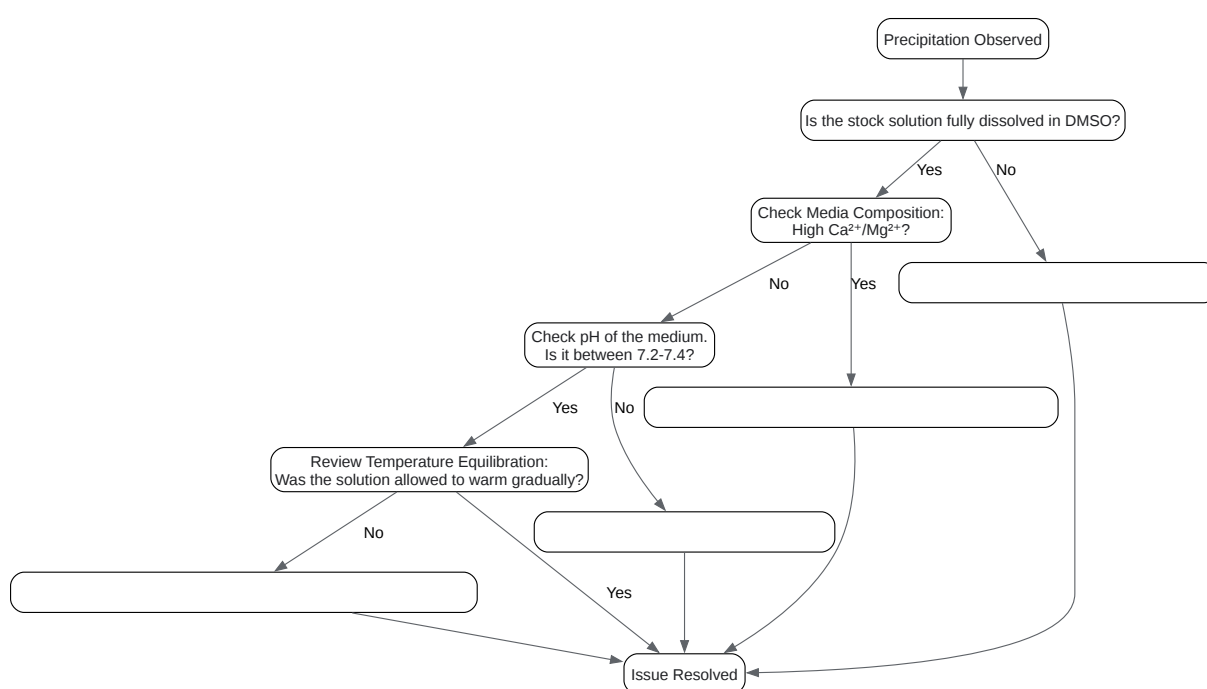 Precipitation Observed
Is the stock solution fully dissolved in DMSO?
Yes
No
Check Media Composition:
High Ca²⁺/Mg²⁺?
No
Yes
Check pH of the medium.
Is it between 7.2-7.4?
Yes
No
Review Temperature Equilibration:
Was the solution allowed to warm gradually?
No
Yes
Issue Resolved